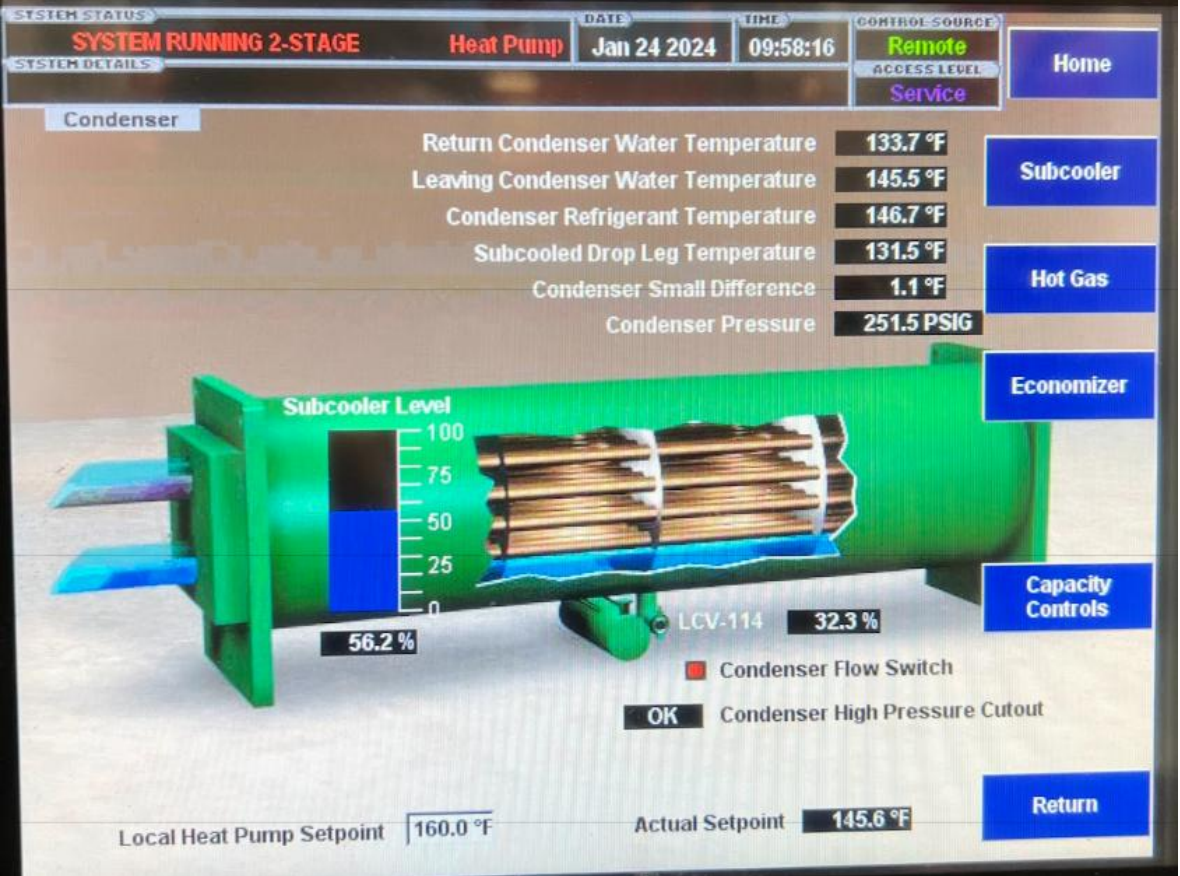 SYSTEM STATUS
SYSTEM RUNNING 2-STAGE Heat Pump
DATE
Jan 24 2024
TIME
09:58:16
CONTROL SOURCE
Remote
Home
SYSTEM DETAILS
ACCESS LEVEL
Service
Condenser
Return Condenser Water Temperature 133.7 °F
Leaving Condenser Water Temperature 145.5 °F
Subcooler
Condenser Refrigerant Temperature 146.7 °F
Subcooled Drop Leg Temperature 131.5 °F
Condenser Small Difference 1.1 °F
Hot Gas
Condenser Pressure 251.5 PSIG
Economizer
Subcooler Level
100
75
50
25
0
56.2 %
LCV-114 32.3 %
Capacity
Controls
Condenser Flow Switch
OK Condenser High Pressure Cutout
Local Heat Pump Setpoint 160.0 °F
Actual Setpoint 145.6 °F
Return